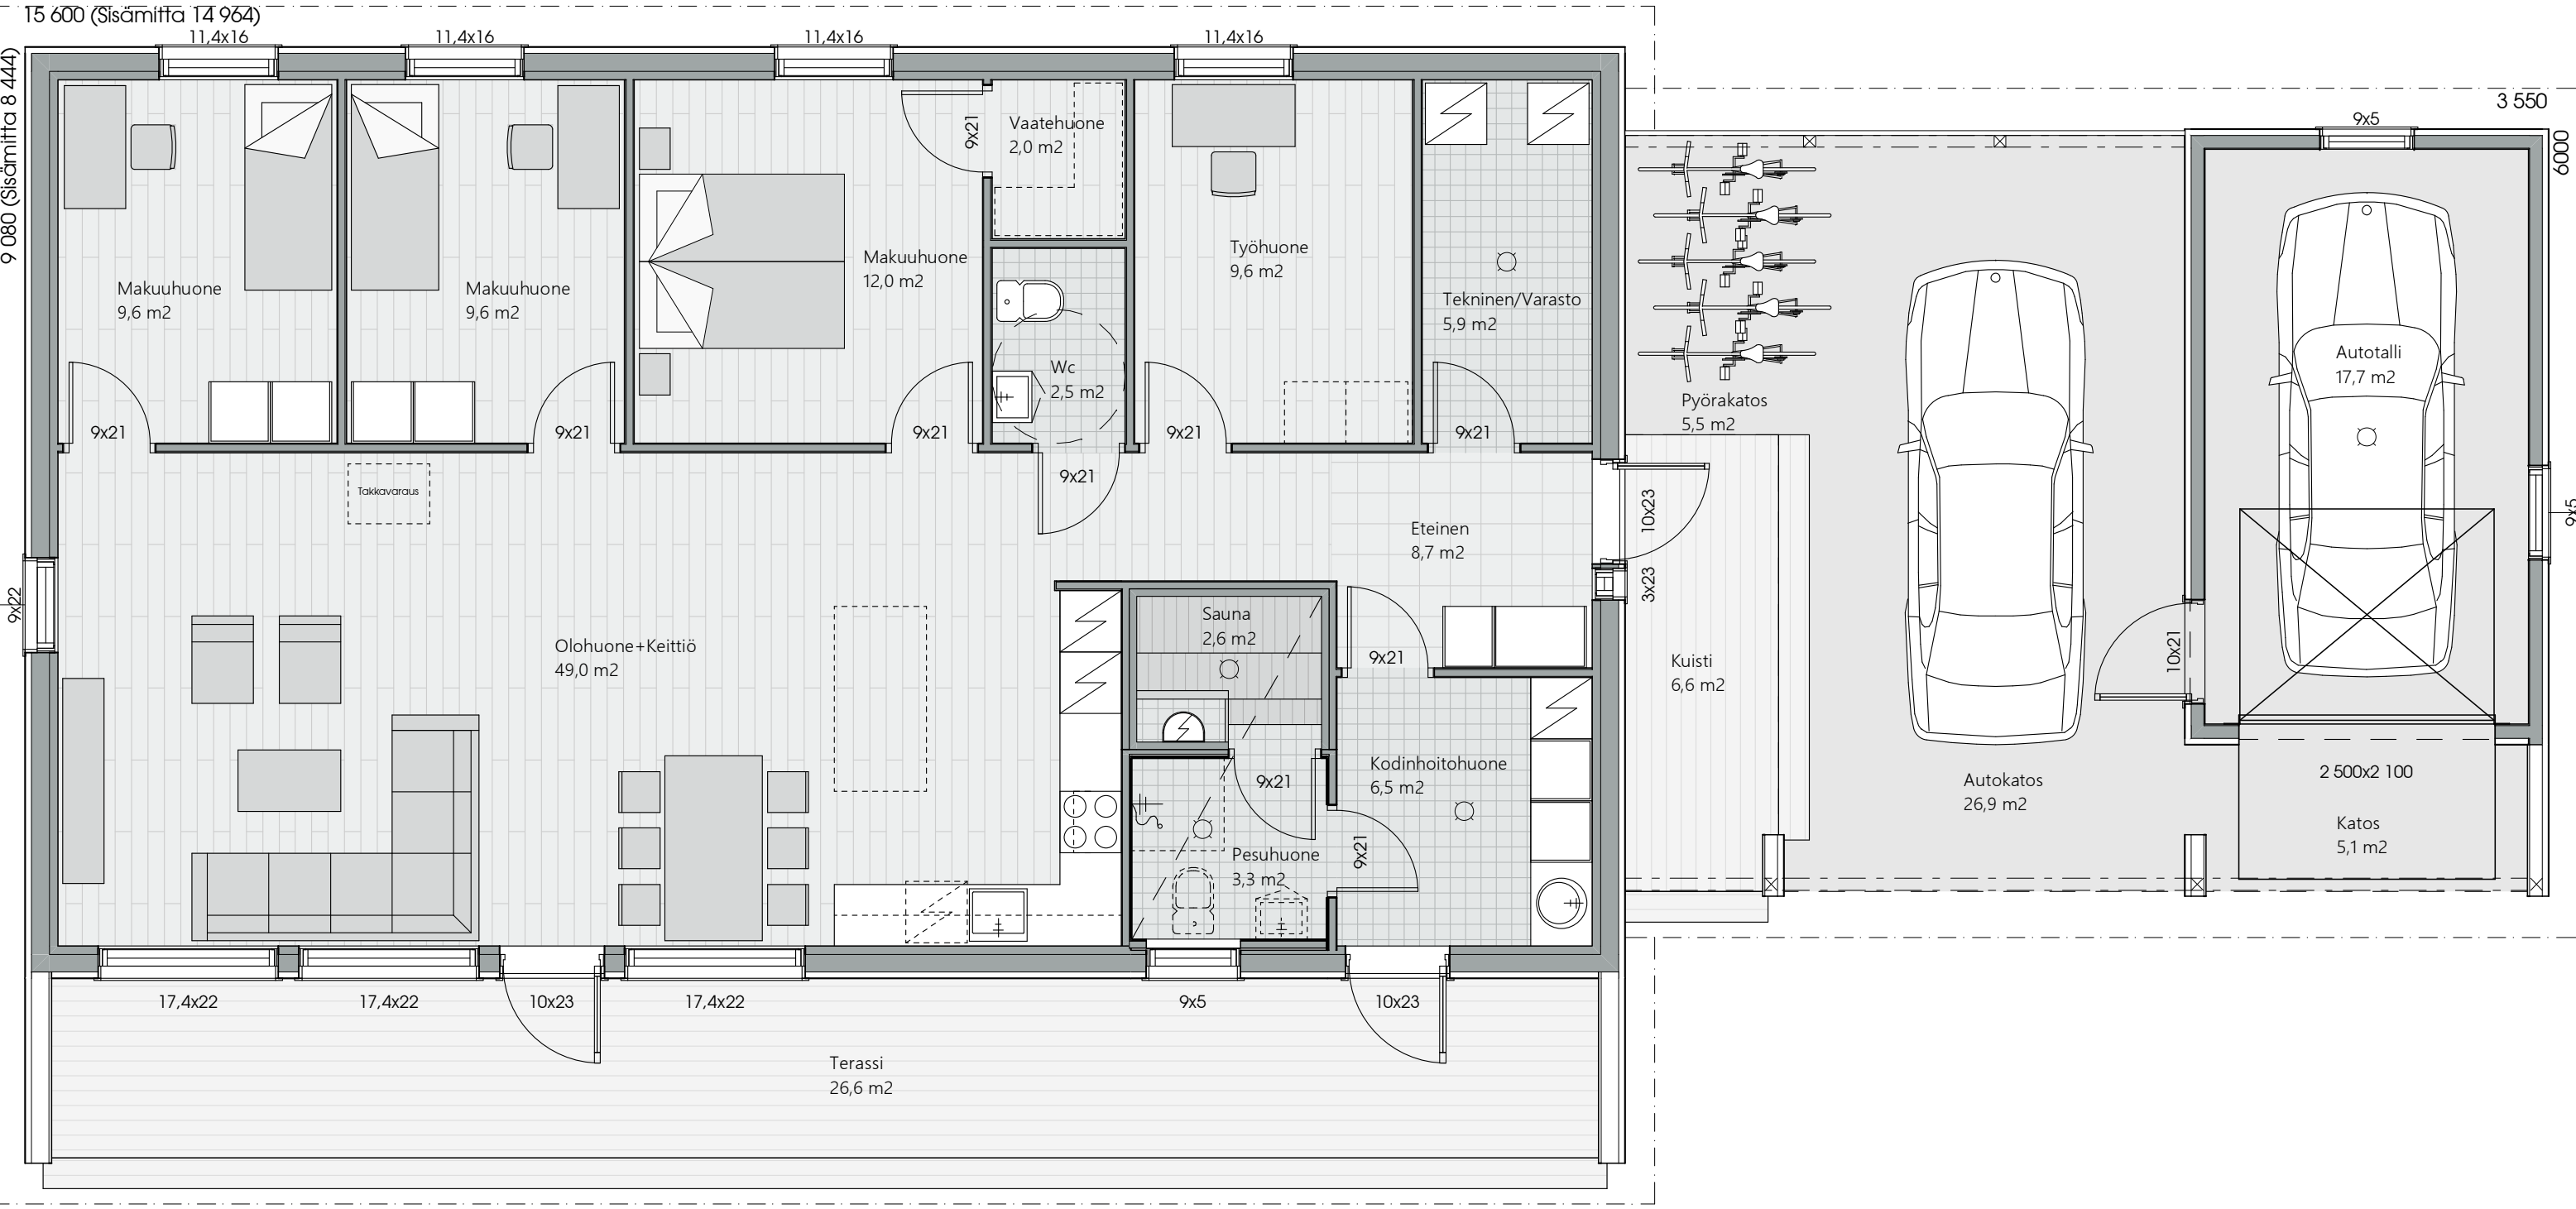 15 600 (Sisämitta 14 964)
11,4x16
11,4x16
11,4x16
11,4x16
9 080 (Sisämitta 8 444)
3 550
9x5
6000
9x21
Vaatehuone
2,0 m2
Makuuhuone
9,6 m2
Makuuhuone
9,6 m2
Makuuhuone
12,0 m2
Työhuone
9,6 m2
Tekninen/Varasto
5,9 m2
Wc
2,5 m2
Pyörakatos
5,5 m2
Autotalli
17,7 m2
9x21
9x21
9x21
9x21
9x21
9x21
Takkavaraus
10x23
9x5
Eteinen
8,7 m2
3x23
9x22
Sauna
2,6 m2
Olohuone+Keittiö
49,0 m2
9x21
Kuisti
6,6 m2
10x21
Kodinhoitohuone
6,5 m2
9x21
Autokatos
26,9 m2
2 500x2 100
Katos
5,1 m2
Pesuhuone
3,3 m2
9x21
17,4x22
17,4x22
10x23
17,4x22
9x5
10x23
Terassi
26,6 m2